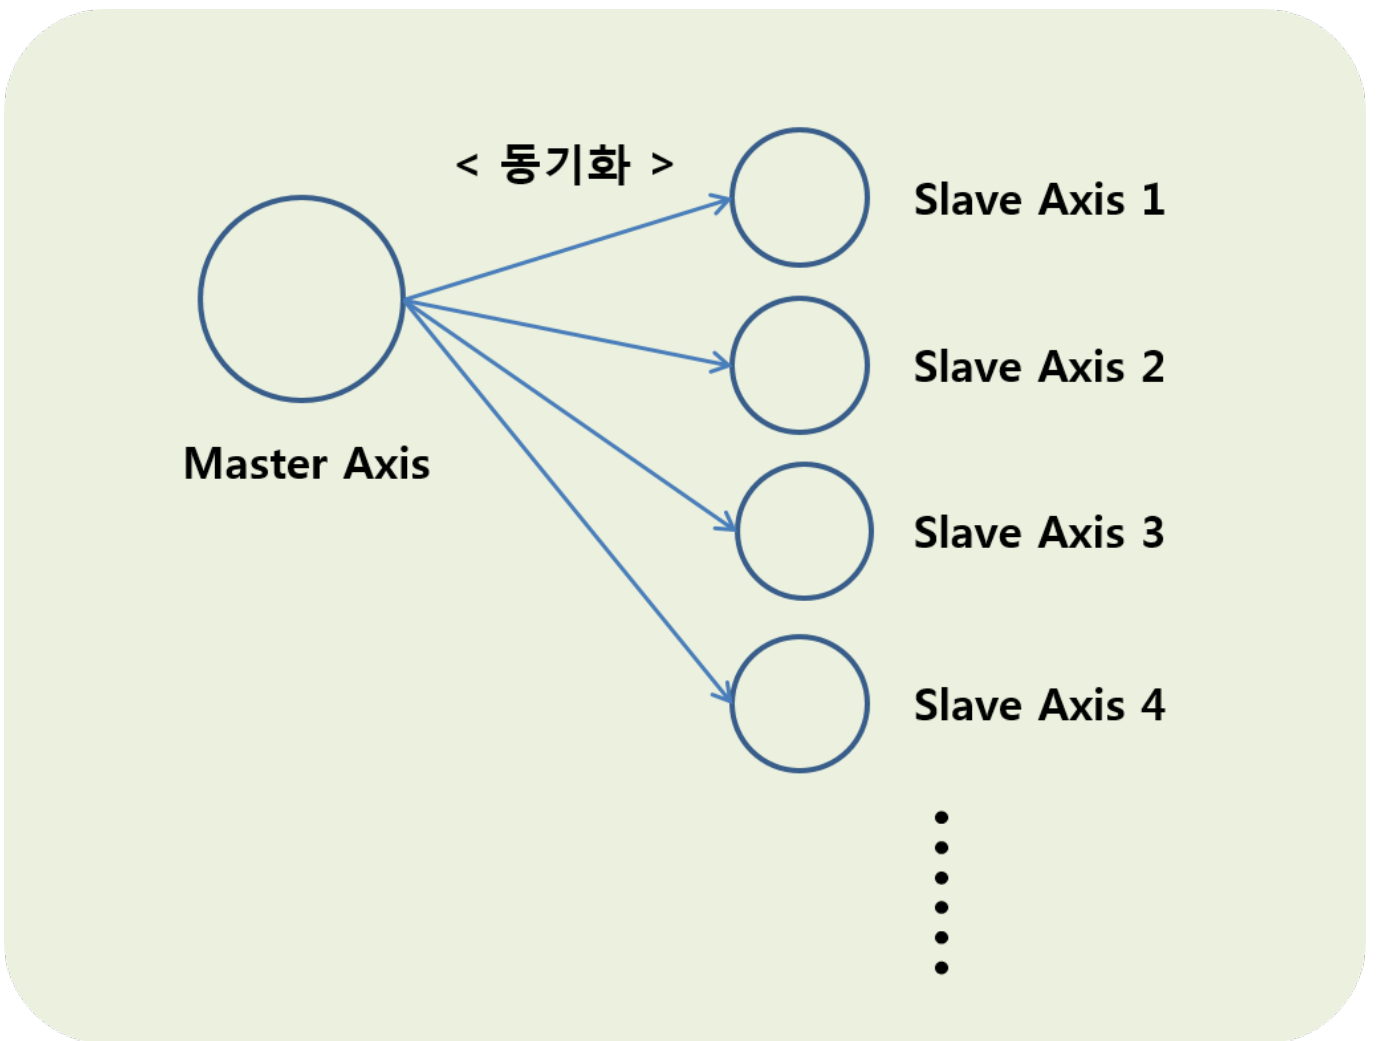 < 동기화 >
Slave Axis 1
Slave Axis 2
Master Axis
Slave Axis 3
Slave Axis 4